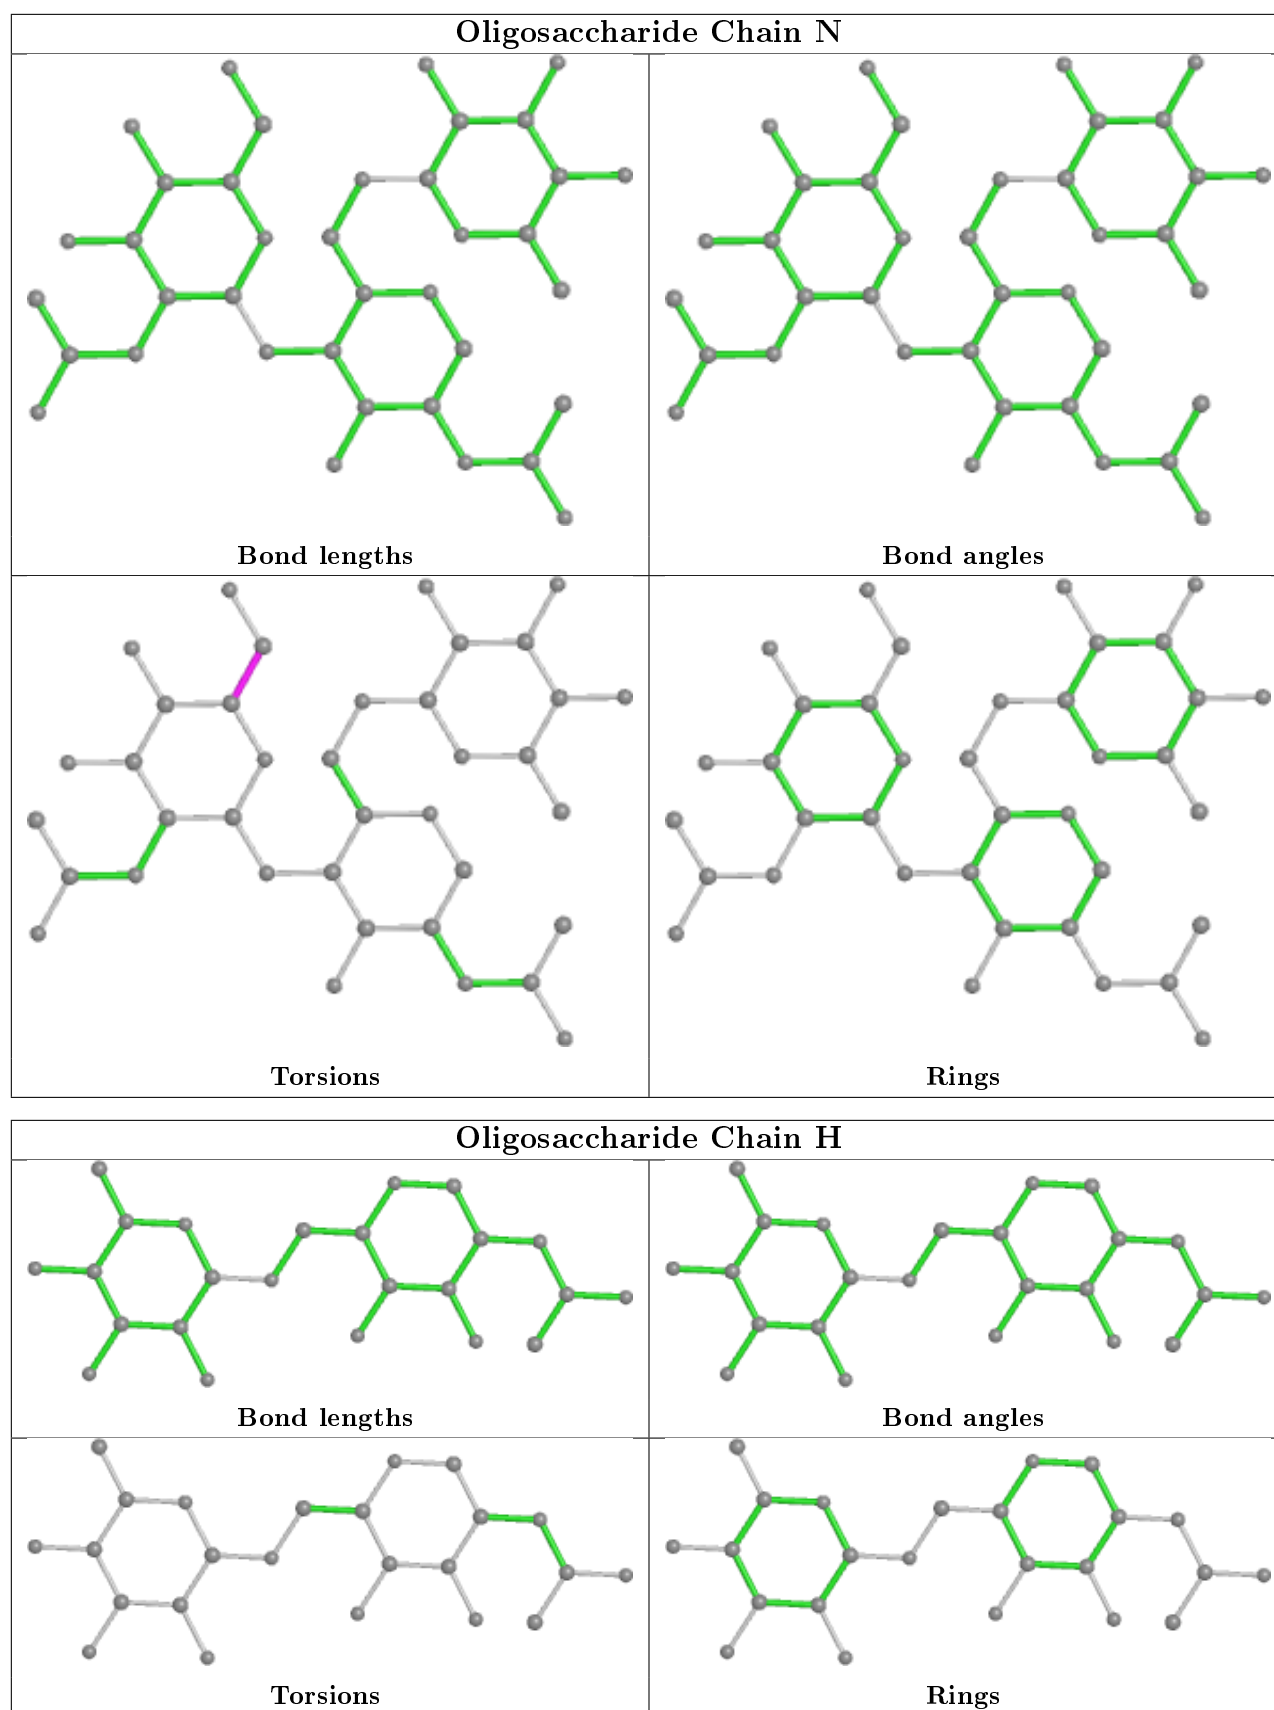 Oligosaccharide Chain N
Bond lengths
Bond angles
Torsions
Rings
Oligosaccharide Chain H
Bond lengths
Bond angles
Torsions
Rings